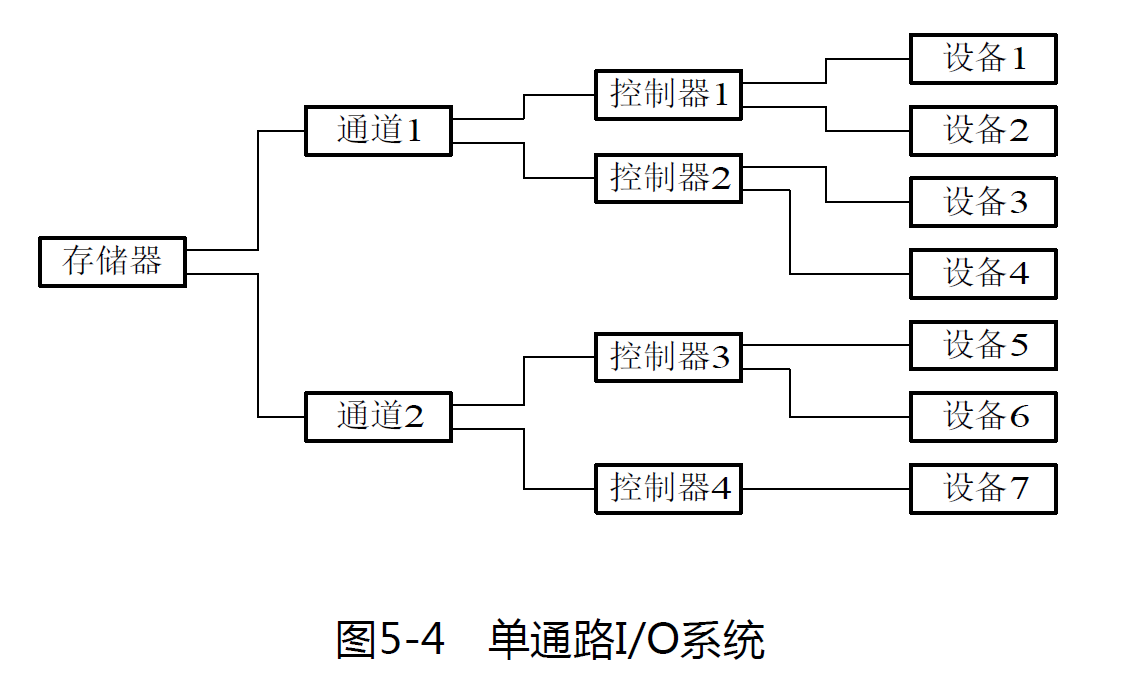 设备1
控制器1
通道1
设备2
控制器2
设备3
存储器
设备4
设备5
控制器3
通道2
设备6
控制器4
设备7
图5-4 单通路I/O系统